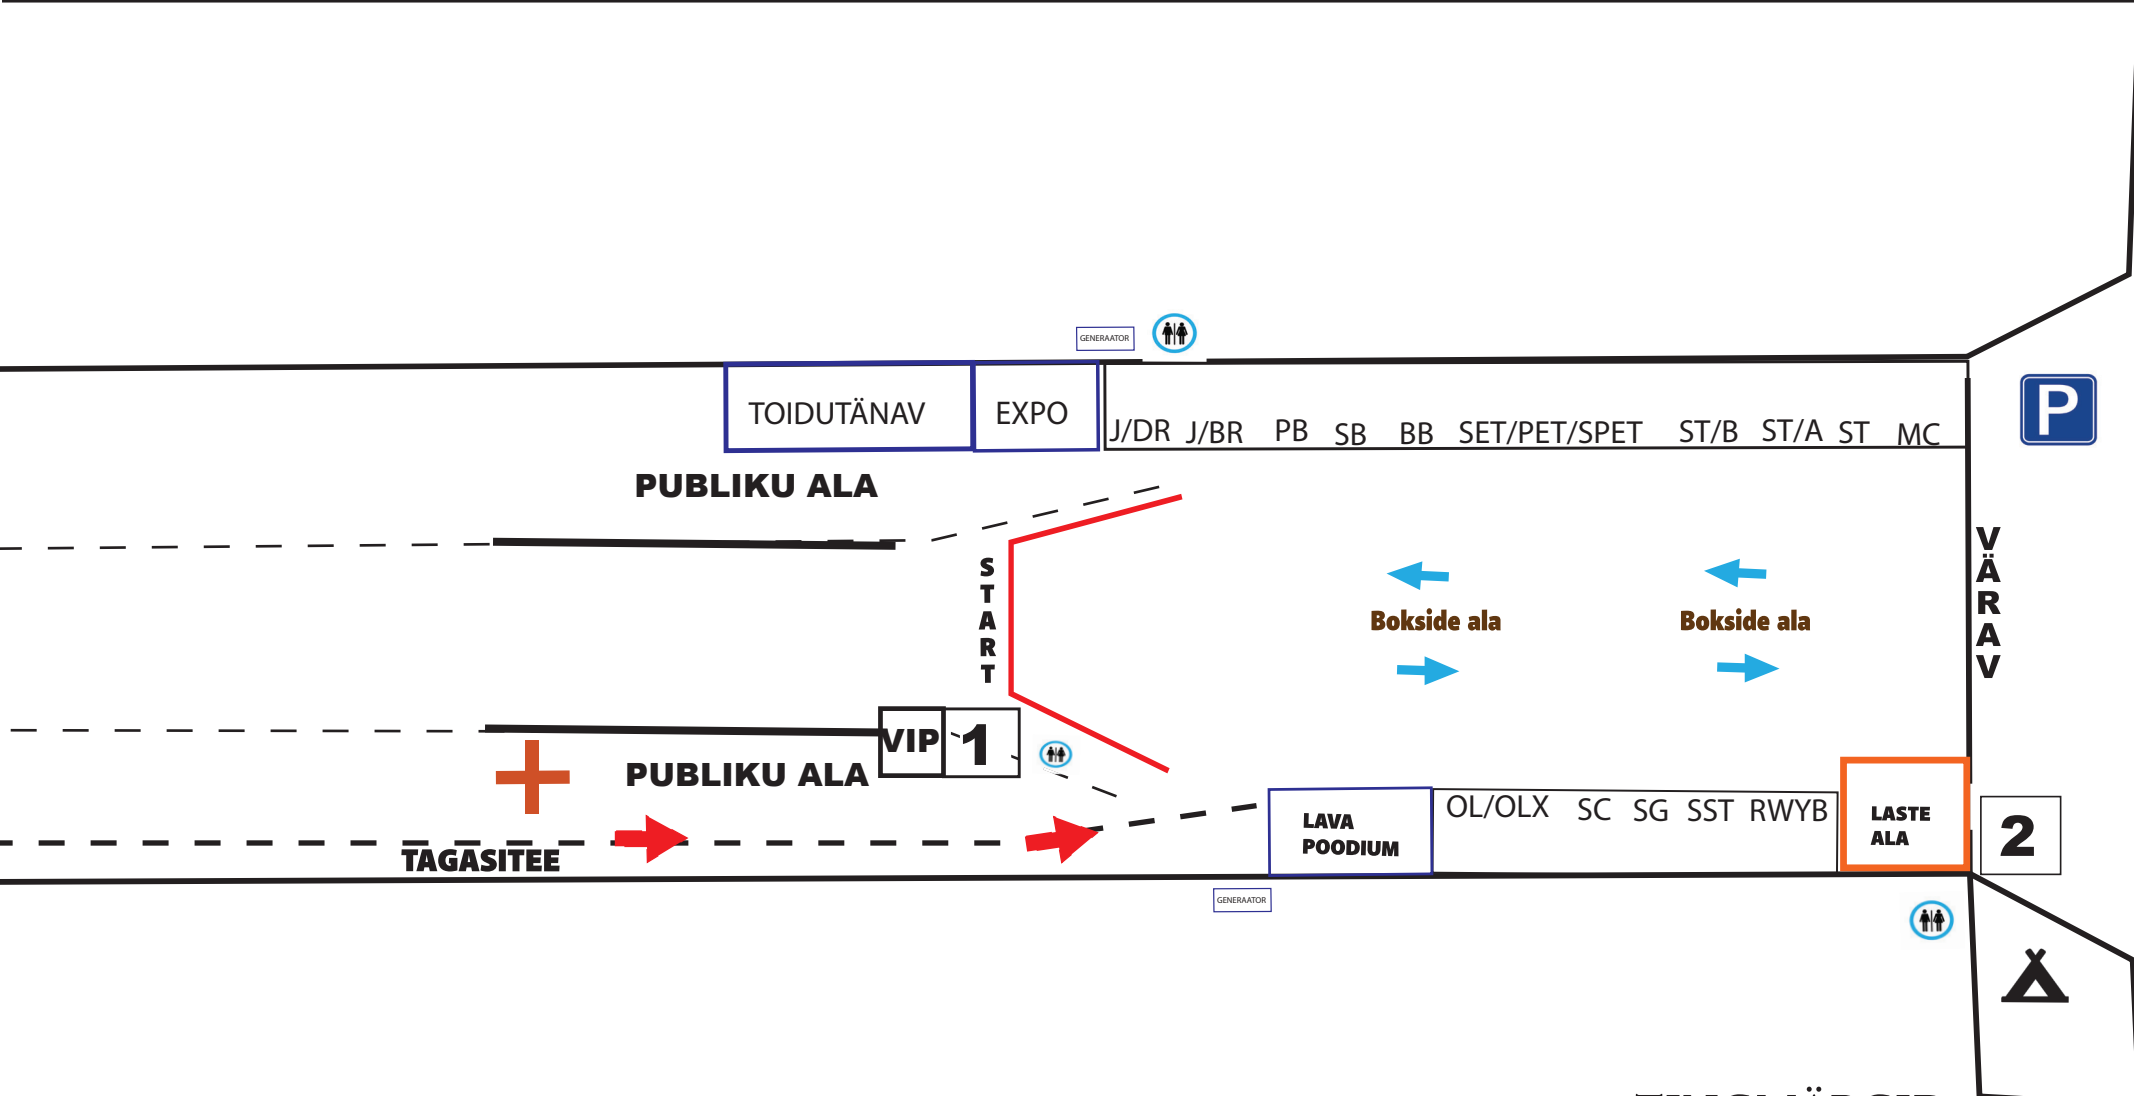 GENERAATOR
TOIDUTÄNAV
EXPO
J/DR J/BR PB SB BB SET/PET/SPET ST/B ST/A ST MC
P
PUBLIKU ALA
START
Bokside ala
Bokside ala
VÄRAV
VIP 1
PUBLIKU ALA
TAGASITEE
LAVA
POODIUM
OL/OLX SC SG SST RWYB
LASTE
ALA
2
GENERAATOR